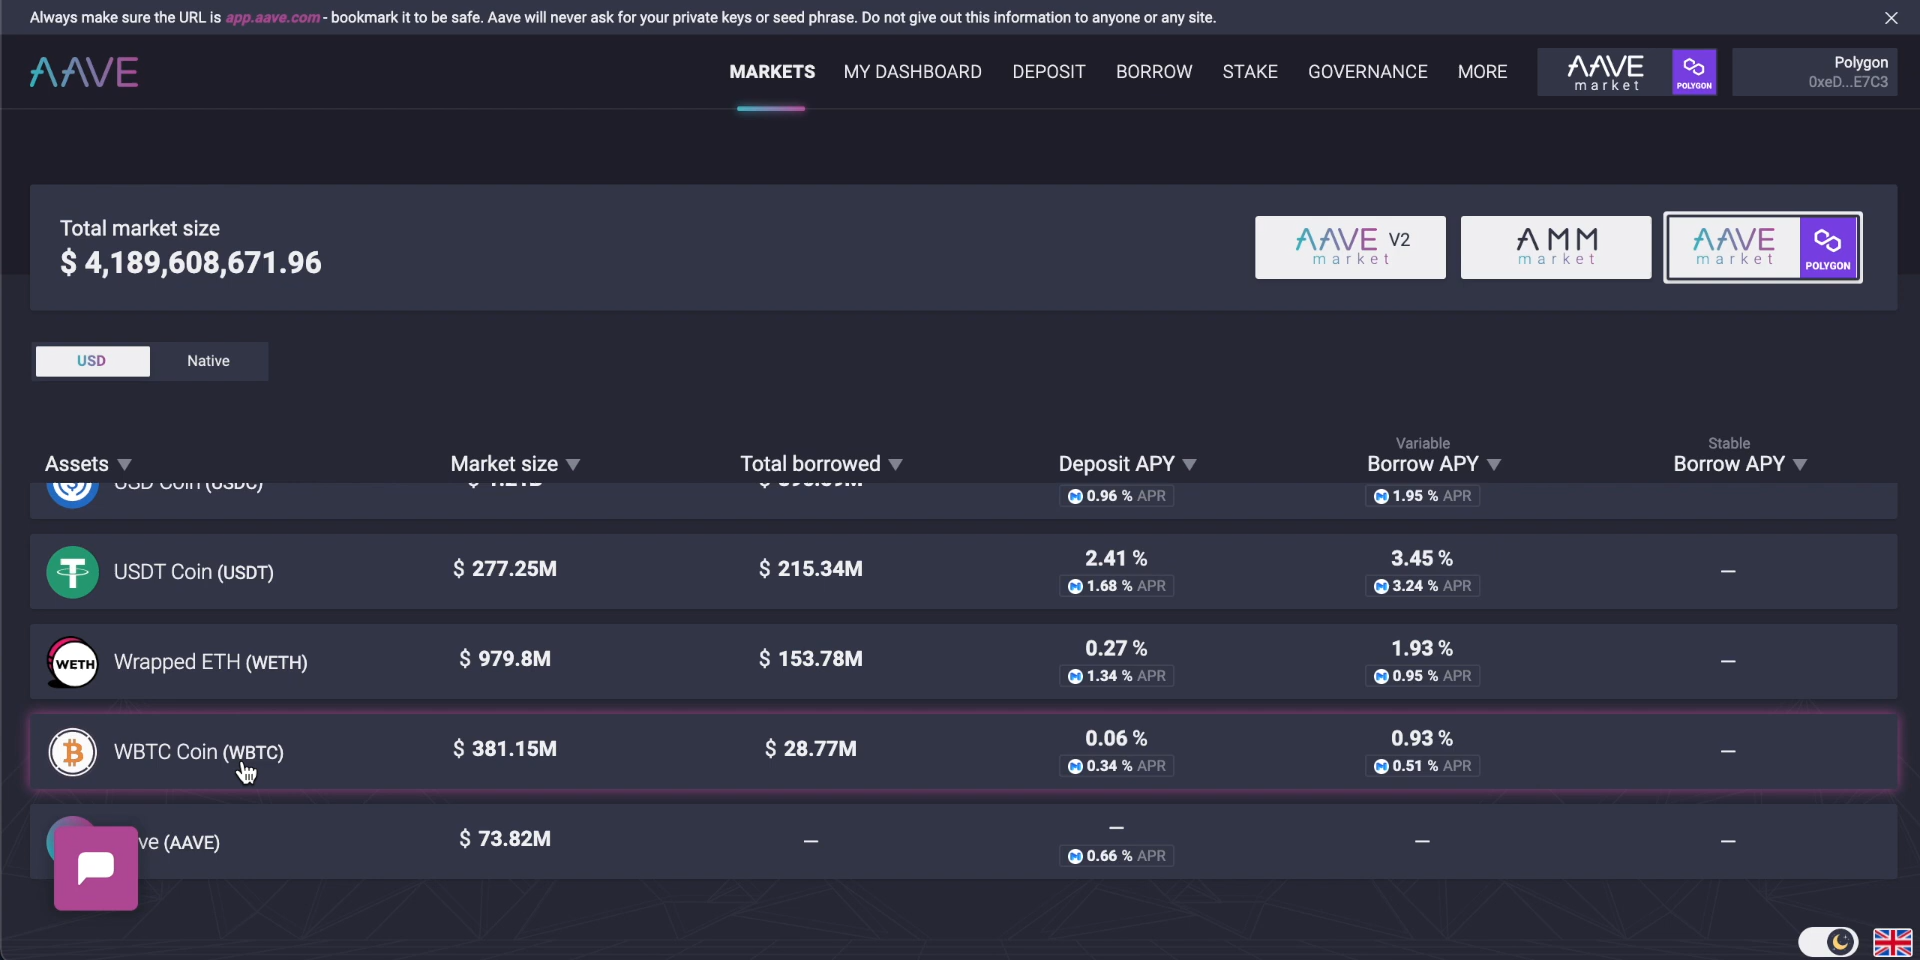 Always make sure the URL is app.aave.com - bookmark it to be safe. Aave will never ask for your private keys or seed phrase. Do not give out this information to anyone or any site.
AAVE
MARKETS MY DASHBOARD DEPOSIT BORROW STAKE GOVERNANCE MORE
AAVE market POLYGON
Polygon
0xeD...E7C3
Total market size
$ 4,189,608,671.96
AAVE V2 market
AMM market
AAVE market POLYGON
USD Native
Variable Stable
Assets Market size Total borrowed Deposit APY Borrow APY Borrow APY
USD Coin (USDC)
0.96 % APR 1.95 % APR
USDT Coin (USDT) $ 277.25M $ 215.34M 2.41 % 3.45 % —
1.68 % APR 3.24 % APR
WETH Wrapped ETH (WETH) $ 979.8M $ 153.78M 0.27 % 1.93 % —
1.34 % APR 0.95 % APR
WBTC Coin (WBTC) $ 381.15M $ 28.77M 0.06 % 0.93 % —
0.34 % APR 0.51 % APR
ve (AAVE) $ 73.82M — — — —
0.66 % APR